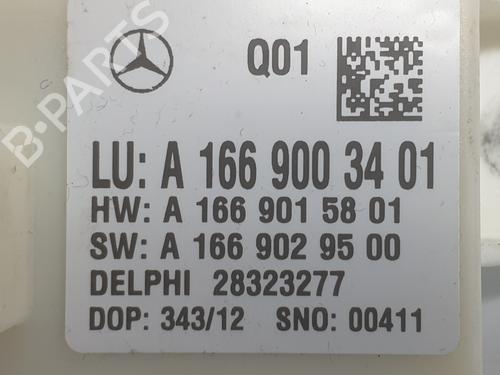 Q01
B-PARTS
LU: A 166 900 34 01
HW: A 166 901 58 01
SW: A 166 902 95 00
DELPHI 28323277
DOP: 343/12 SNO: 00411